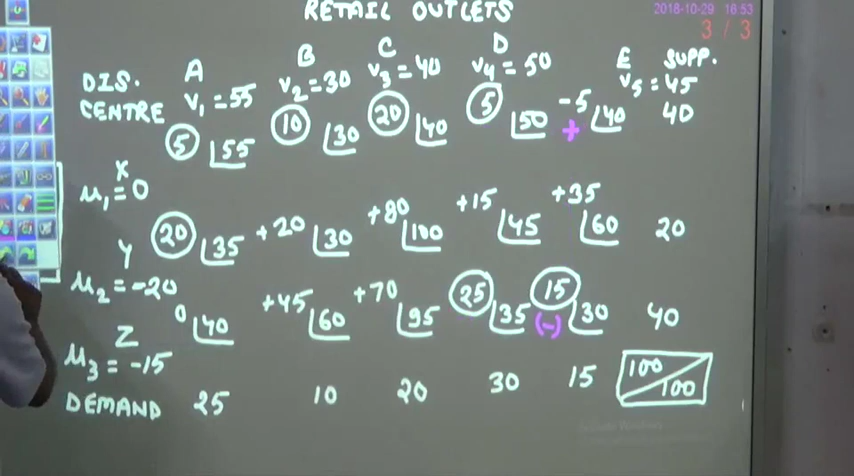 RETAIL OUTLETS
2018-10-29 16:53
3 / 3
A B C D E SUPP.
DIS. v₁=55 v₂=30 v₃=40 v₄=50 v₅=45
CENTRE 5 55 10 30 20 40 5 50 -5 + 40 40
X
μ₁=0
Y 20 35 +20 30 +80 100 +15 45 +35 60 20
μ₂=-20
Z 0 40 +45 60 +70 95 25 35 15 (-) 30 40
μ₃=-15
DEMAND 25 10 20 30 15 100/100